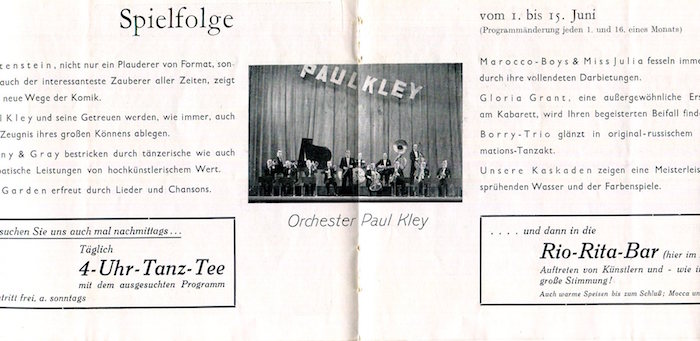 Spielfolge
tenstein, nicht nur ein Plauderer von Format, son-
auch der interessanteste Zauberer aller Zeiten, zeigt
neue Wege der Komik.
l Kley und seine Getreuen werden, wie immer, auch
Zeugnis ihres großen Könnens ablegen.
ny & Gray bestricken durch tänzerische wie auch
batische Leistungen von hochkünstlerischem Wert.
Garden erfreut durch Lieder und Chansons.
suchen Sie uns auch mal nachmittags...
Täglich
4-Uhr-Tanz-Tee
mit dem ausgesuchten Programm
tritt frei, a. sonntags
PAUL KLEY
Orchester Paul Kley
vom 1. bis 15. Juni
(Programmänderung jeden 1. und 16. eines Monats)
Marocco-Boys & Miss Julia fesseln imme
durch ihre vollendeten Darbietungen.
Gloria Grant, eine außergewöhnliche Ers
am Kabarett, wird Ihren begeisterten Beifall find
Borry-Trio glänzt in original-russischem
mations-Tanzakt.
Unsere Kaskaden zeigen eine Meisterleis
sprühenden Wasser und der Farbenspiele.
.... und dann in die
Rio-Rita-Bar (hier im
Auftreten von Künstlern und - wie i
große Stimmung!
Auch warme Speisen bis zum Schluß; Mocca un